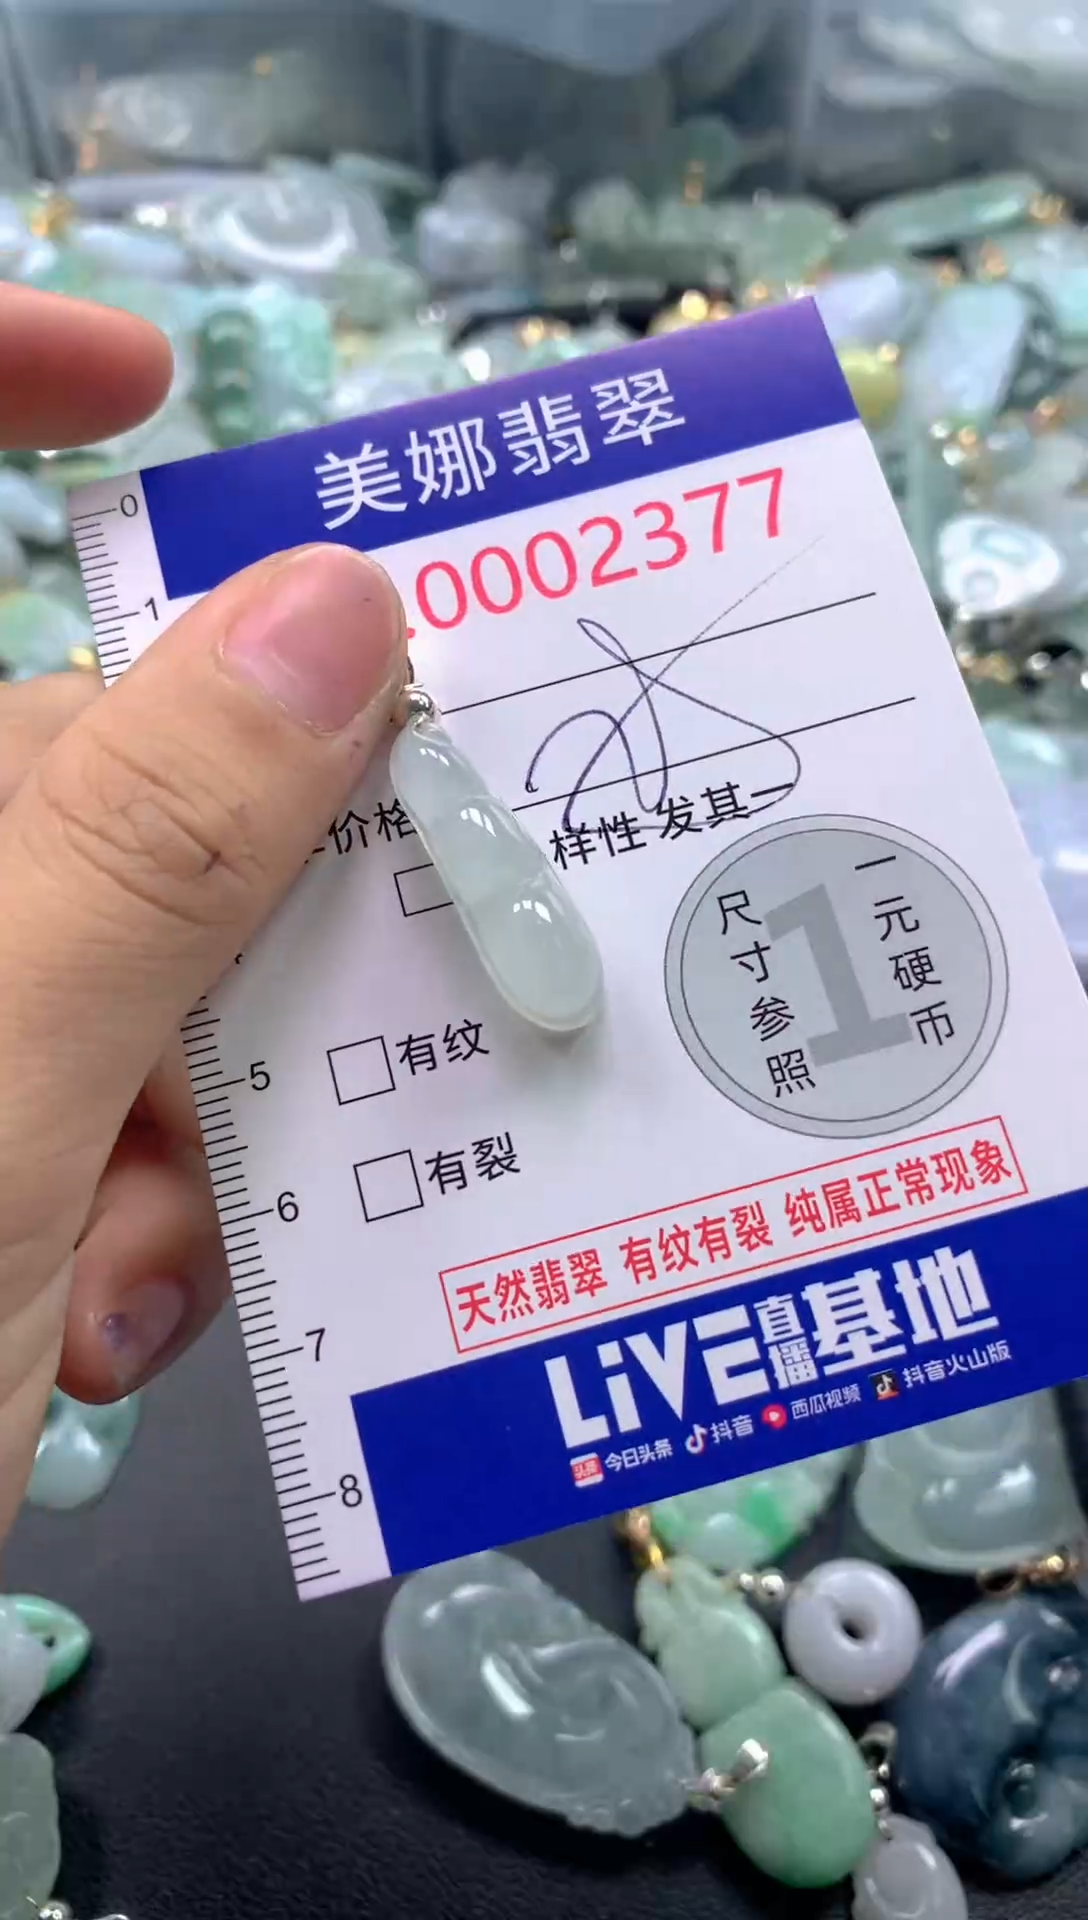 美娜翡翠
.0002377
价格 样性 发其一
尺寸参照 一元硬币 1
有纹
有裂
天然翡翠 有纹有裂 纯属正常现象
LiVE直播基地
头条 今日头条 抖音 西瓜视频 抖音火山版
0
1
5
6
7
8